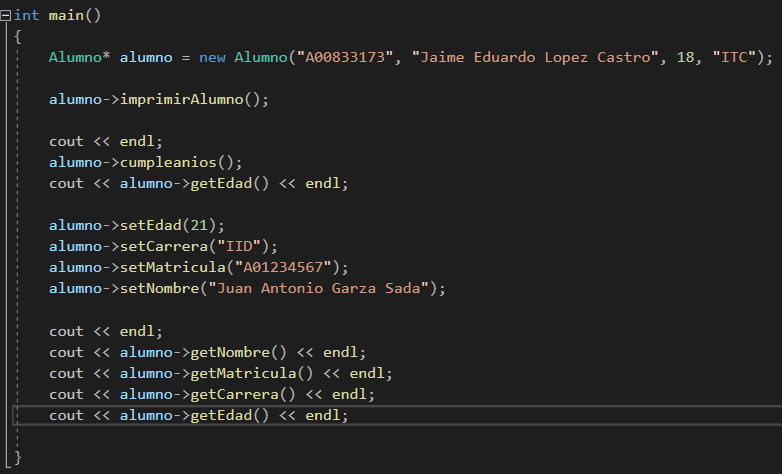 int main()
{
Alumno* alumno = new Alumno("A00833173", "Jaime Eduardo Lopez Castro", 18, "ITC");
alumno->imprimirAlumno();
cout << endl;
alumno->cumpleanios();
cout << alumno->getEdad() << endl;
alumno->setEdad(21);
alumno->setCarrera("IID");
alumno->setMatricula("A01234567");
alumno->setNombre("Juan Antonio Garza Sada");
cout << endl;
cout << alumno->getNombre() << endl;
cout << alumno->getMatricula() << endl;
cout << alumno->getCarrera() << endl;
cout << alumno->getEdad() << endl;
}